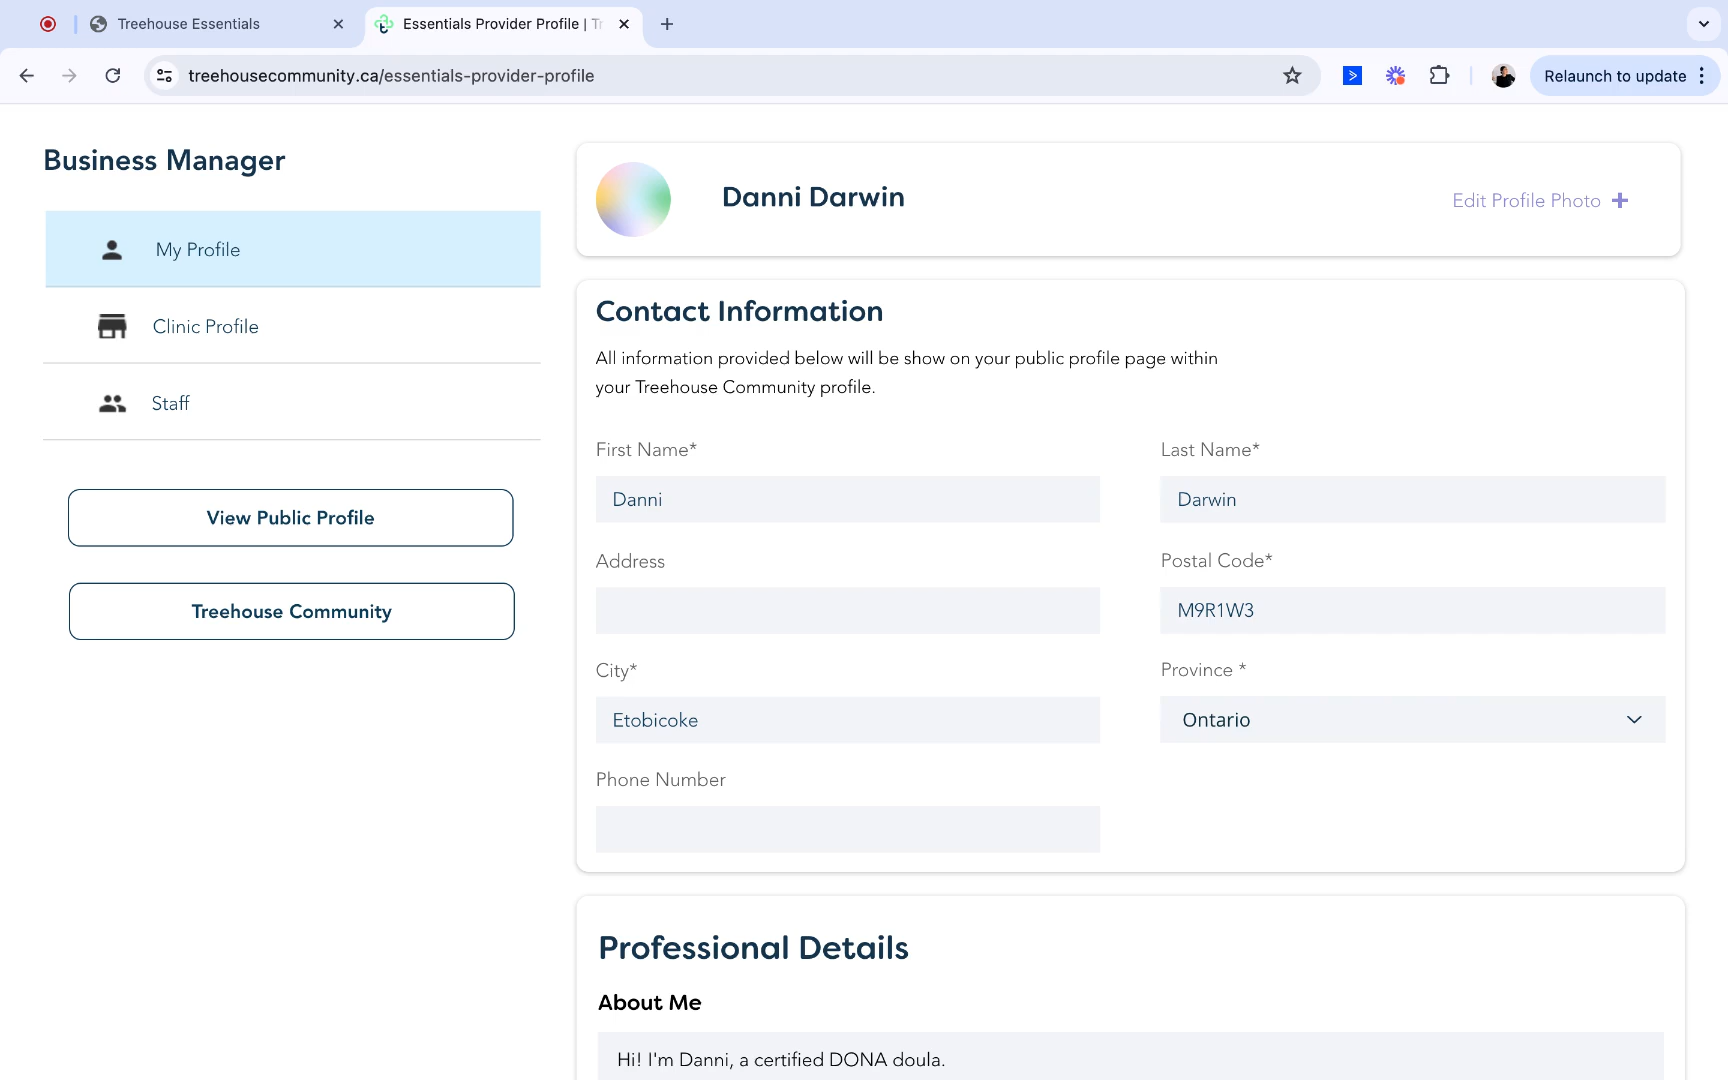 Treehouse Essentials
Essentials Provider Profile | Tr
treehousecommunity.ca/essentials-provider-profile
Relaunch to update
Business Manager
My Profile
Clinic Profile
Staff
View Public Profile
Treehouse Community
Danni Darwin
Edit Profile Photo +
Contact Information
All information provided below will be show on your public profile page within
your Treehouse Community profile.
First Name*
Last Name*
Danni
Darwin
Address
Postal Code*
M9R1W3
City*
Province *
Etobicoke
Ontario
Phone Number
Professional Details
About Me
Hi! I'm Danni, a certified DONA doula.